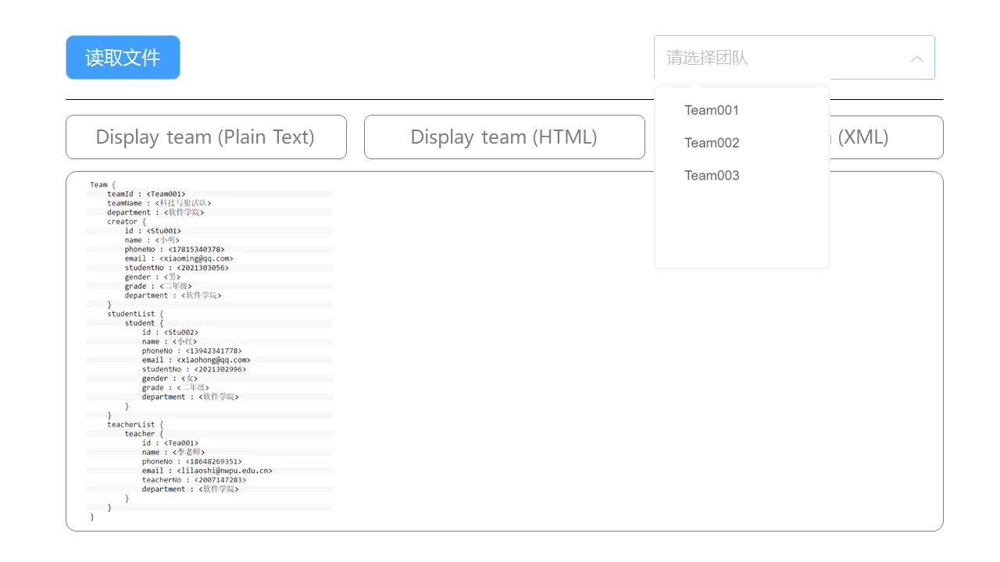 读取文件
请选择团队
Team001
Team002
Team003
Display team (Plain Text)
Display team (HTML)
(XML)
Team {
teamId : <Team001>
teamName : <科技与狠活队>
department : <软件学院>
creator {
id : <Stu001>
name : <小明>
phoneNo : <17815340378>
email : <xiaoming@qq.com>
studentNo : <2021303056>
gender : <男>
grade : <二年级>
department : <软件学院>
}
studentList {
student {
id : <Stu002>
name : <小红>
phoneNo : <13942341778>
email : <xiaohong@qq.com>
studentNo : <2021302996>
gender : <女>
grade : <二年级>
department : <软件学院>
}
}
teacherList {
teacher {
id : <Tea001>
name : <李老师>
phoneNo : <18648269351>
email : <lilaoshi@nwpu.edu.cn>
teacherNo : <2007147283>
department : <软件学院>
}
}
}